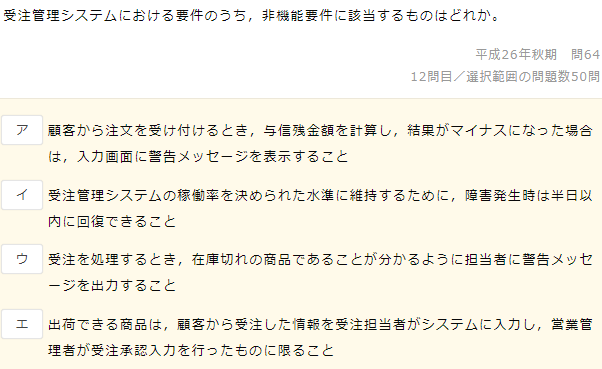 受注管理システムにおける要件のうち，非機能要件に該当するものはどれか。
平成26年秋期　問64
12問目／選択範囲の問題数50問
ア　顧客から注文を受け付けるとき，与信残金額を計算し，結果がマイナスになった場合
は，入力画面に警告メッセージを表示すること
イ　受注管理システムの稼働率を決められた水準に維持するために，障害発生時は半日以
内に回復できること
ウ　受注を処理するとき，在庫切れの商品であることが分かるように担当者に警告メッセ
ージを出力すること
エ　出荷できる商品は，顧客から受注した情報を受注担当者がシステムに入力し，営業管
理者が受注承認入力を行ったものに限ること